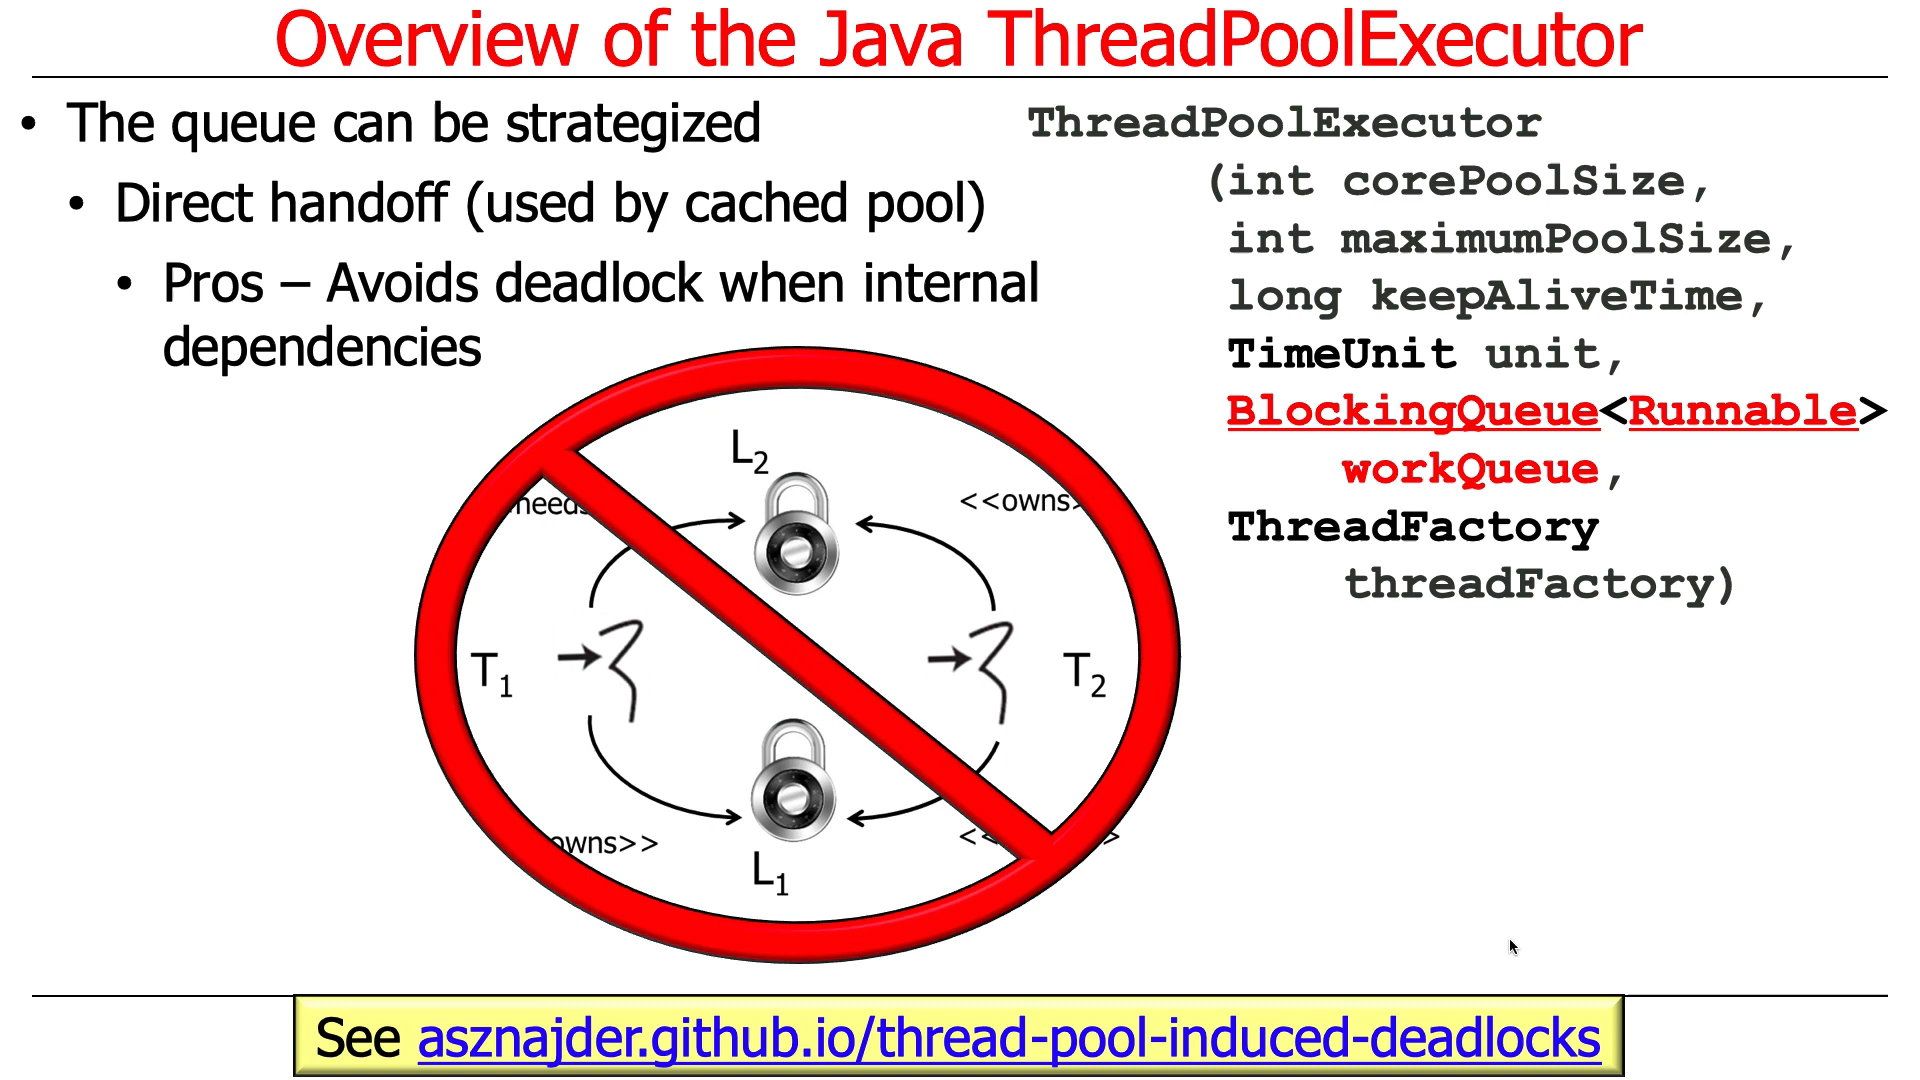 Overview of the Java ThreadPoolExecutor
• The queue can be strategized
• Direct handoff (used by cached pool)
• Pros – Avoids deadlock when internal
dependencies
ThreadPoolExecutor
(int corePoolSize,
int maximumPoolSize,
long keepAliveTime,
TimeUnit unit,
BlockingQueue<Runnable>
workQueue,
ThreadFactory
threadFactory)
L2
<<owns
T1
T2
owns>>
L1
See asznajder.github.io/thread-pool-induced-deadlocks